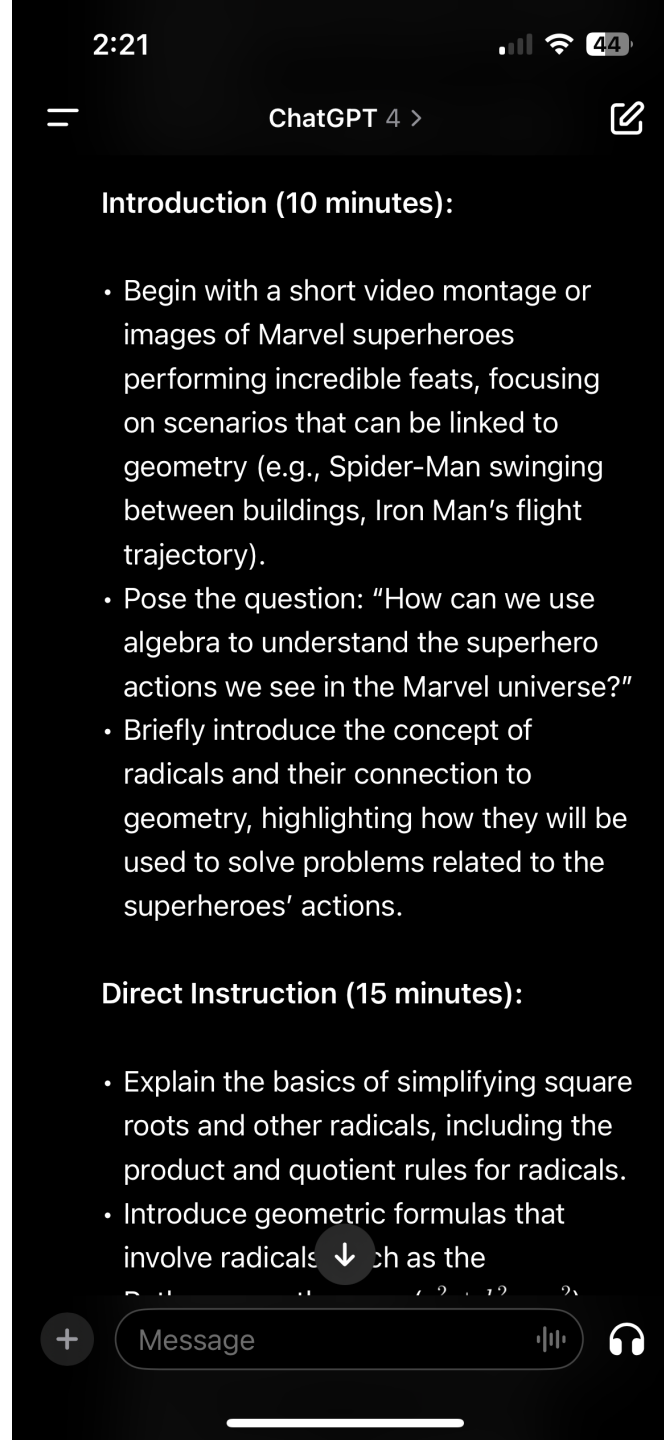 2:21
44
ChatGPT 4 >
Introduction (10 minutes):
• Begin with a short video montage or
images of Marvel superheroes
performing incredible feats, focusing
on scenarios that can be linked to
geometry (e.g., Spider-Man swinging
between buildings, Iron Man’s flight
trajectory).
• Pose the question: “How can we use
algebra to understand the superhero
actions we see in the Marvel universe?”
• Briefly introduce the concept of
radicals and their connection to
geometry, highlighting how they will be
used to solve problems related to the
superheroes’ actions.
Direct Instruction (15 minutes):
• Explain the basics of simplifying square
roots and other radicals, including the
product and quotient rules for radicals.
• Introduce geometric formulas that
involve radicals ch as the
Message